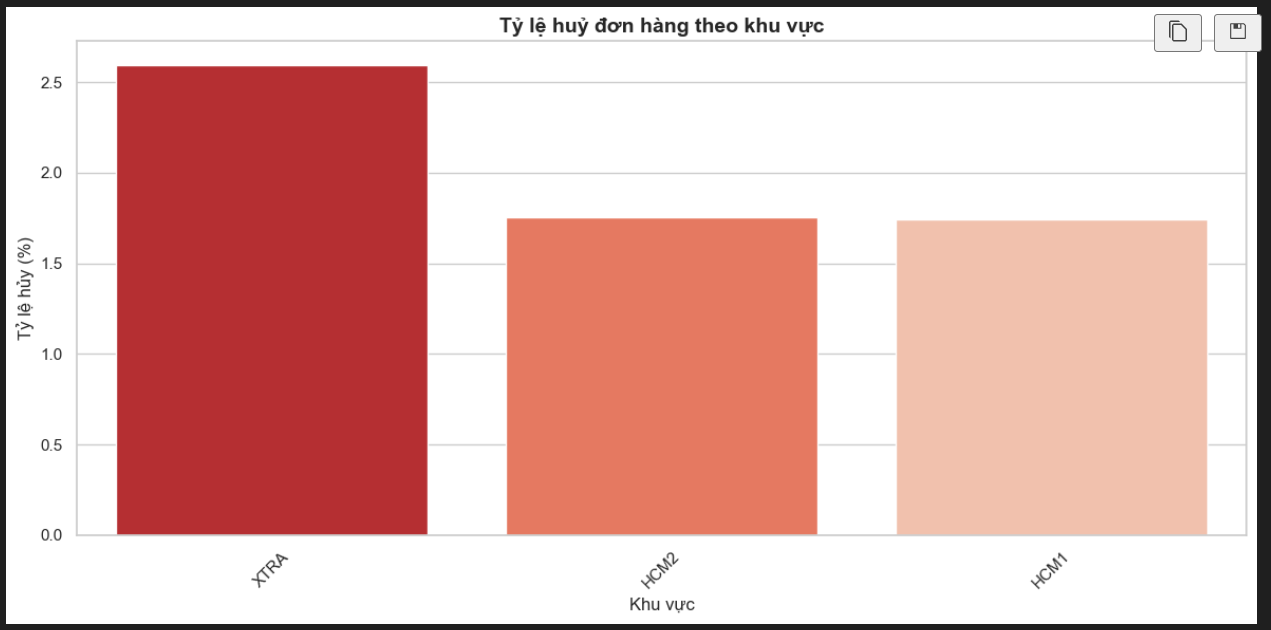 Tỷ lệ huỷ đơn hàng theo khu vực
Tỷ lệ hủy (%)
2.5
2.0
1.5
1.0
0.5
0.0
XTRA
HCM2
HCM1
Khu vực